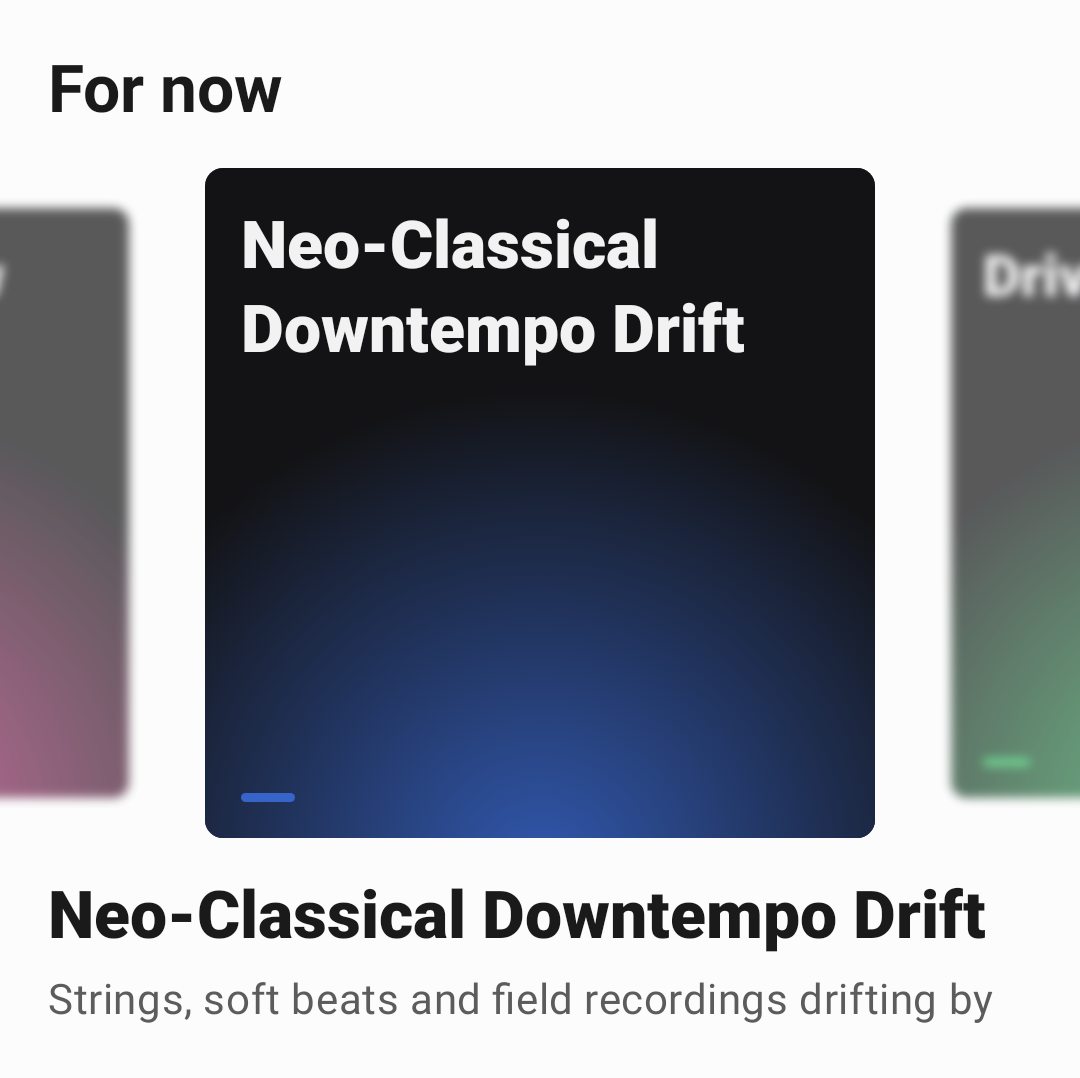 For now
Neo-Classical
Downtempo Drift
Neo-Classical Downtempo Drift
Strings, soft beats and field recordings drifting by